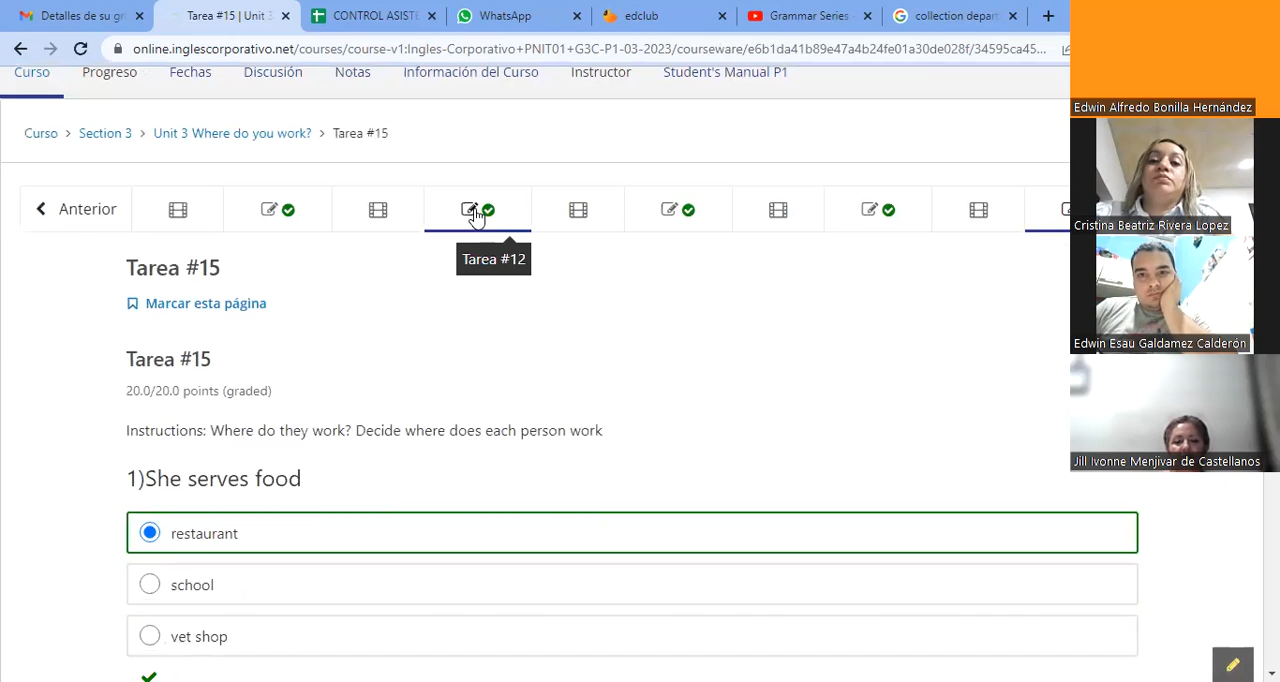 Detalles de su gr
Tarea #15 | Unit 3
CONTROL ASISTE
WhatsApp
edclub
Grammar Series -
collection depart
online.inglescorporativo.net/courses/course-v1:Ingles-Corporativo+PNIT01+G3C-P1-03-2023/courseware/e6b1da41b89e47a4b24fe01a30de028f/34595ca45...
Curso
Progreso
Fechas
Discusión
Notas
Información del Curso
Instructor
Student's Manual P1
Curso > Section 3 > Unit 3 Where do you work? > Tarea #15
Anterior
Tarea #12
Tarea #15
Marcar esta página
Tarea #15
20.0/20.0 points (graded)
Instructions: Where do they work? Decide where does each person work
1)She serves food
restaurant
school
vet shop
Edwin Alfredo Bonilla Hernández
Cristina Beatriz Rivera Lopez
Edwin Esau Galdamez Calderón
Jill Ivonne Menjivar de Castellanos